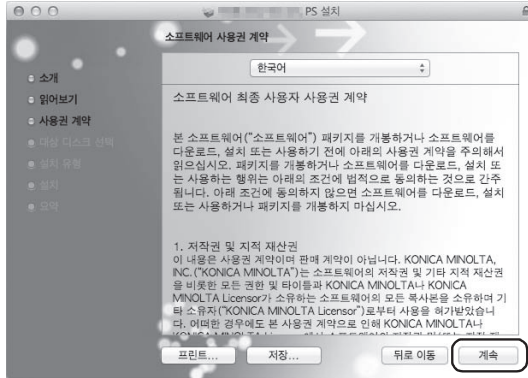 PS 설치
소프트웨어 사용권 계약
소개
읽어보기
사용권 계약
대상 디스크 선택
설치 유형
설치
요약
한국어
소프트웨어 최종 사용자 사용권 계약
본 소프트웨어("소프트웨어") 패키지를 개봉하거나 소프트웨어를
다운로드, 설치 또는 사용하기 전에 아래의 사용권 계약을 주의해서
읽으십시오. 패키지를 개봉하거나 소프트웨어를 다운로드, 설치 또
는 사용하는 행위는 아래의 조건에 법적으로 동의하는 것으로 간주
됩니다. 아래 조건에 동의하지 않으면 소프트웨어를 다운로드, 설치
또는 사용하거나 패키지를 개봉하지 마십시오.
1. 저작권 및 지적 재산권
이 내용은 사용권 계약이며 판매 계약이 아닙니다. KONICA MINOLTA,
INC.("KONICA MINOLTA")는 소프트웨어의 저작권 및 기타 지적 재산권
을 비롯한 모든 권한 및 타이틀과 KONICA MINOLTA나 KONICA
MINOLTA Licensor가 소유하는 소프트웨어의 모든 복사본을 소유하며 기
타 소유자("KONICA MINOLTA Licensor")로부터 사용을 허가받았습니
다. 어떠한 경우에도 본 사용권 계약으로 인해 KONICA MINOLTA나
프린트...
저장...
뒤로 이동
계속